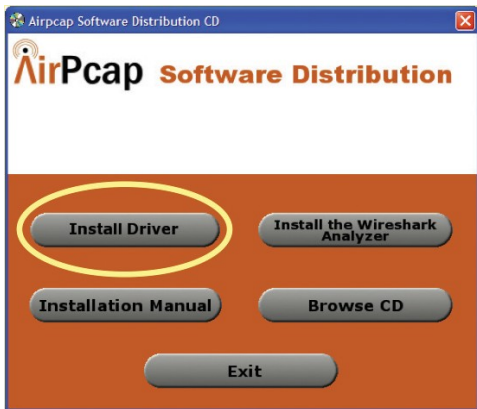 Airpcap Software Distribution CD
AirPcap Software Distribution
Install Driver
Install the Wireshark
Analyzer
Installation Manual
Browse CD
Exit